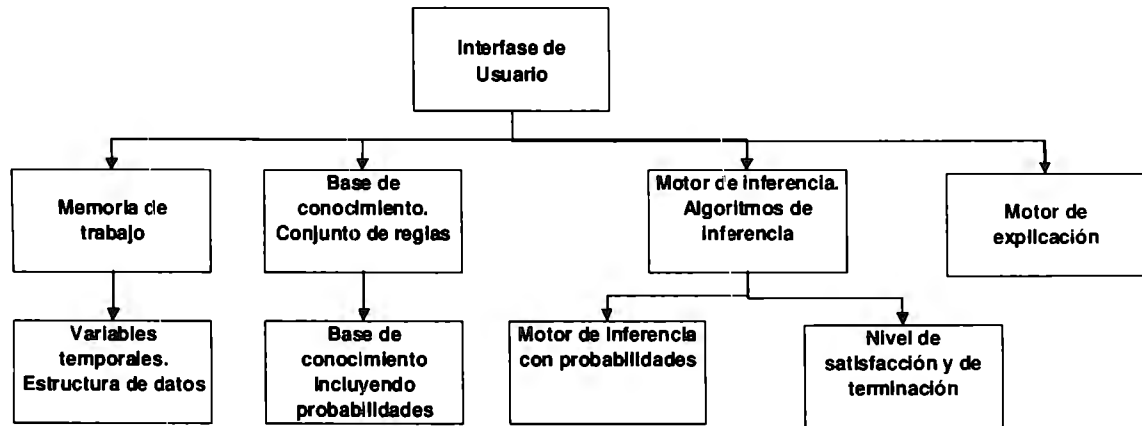 Interfase de
Usuario
Memoria de
trabajo
Base de
conocimiento.
Conjunto de reglas
Motor de inferencia.
Algoritmos de
inferencia
Motor de
explicación
Variables
temporales.
Estructura de datos
Base de
conocimiento
incluyendo
probabilidades
Motor de Inferencia
con probabilidades
Nivel de
satisfacción y de
terminación